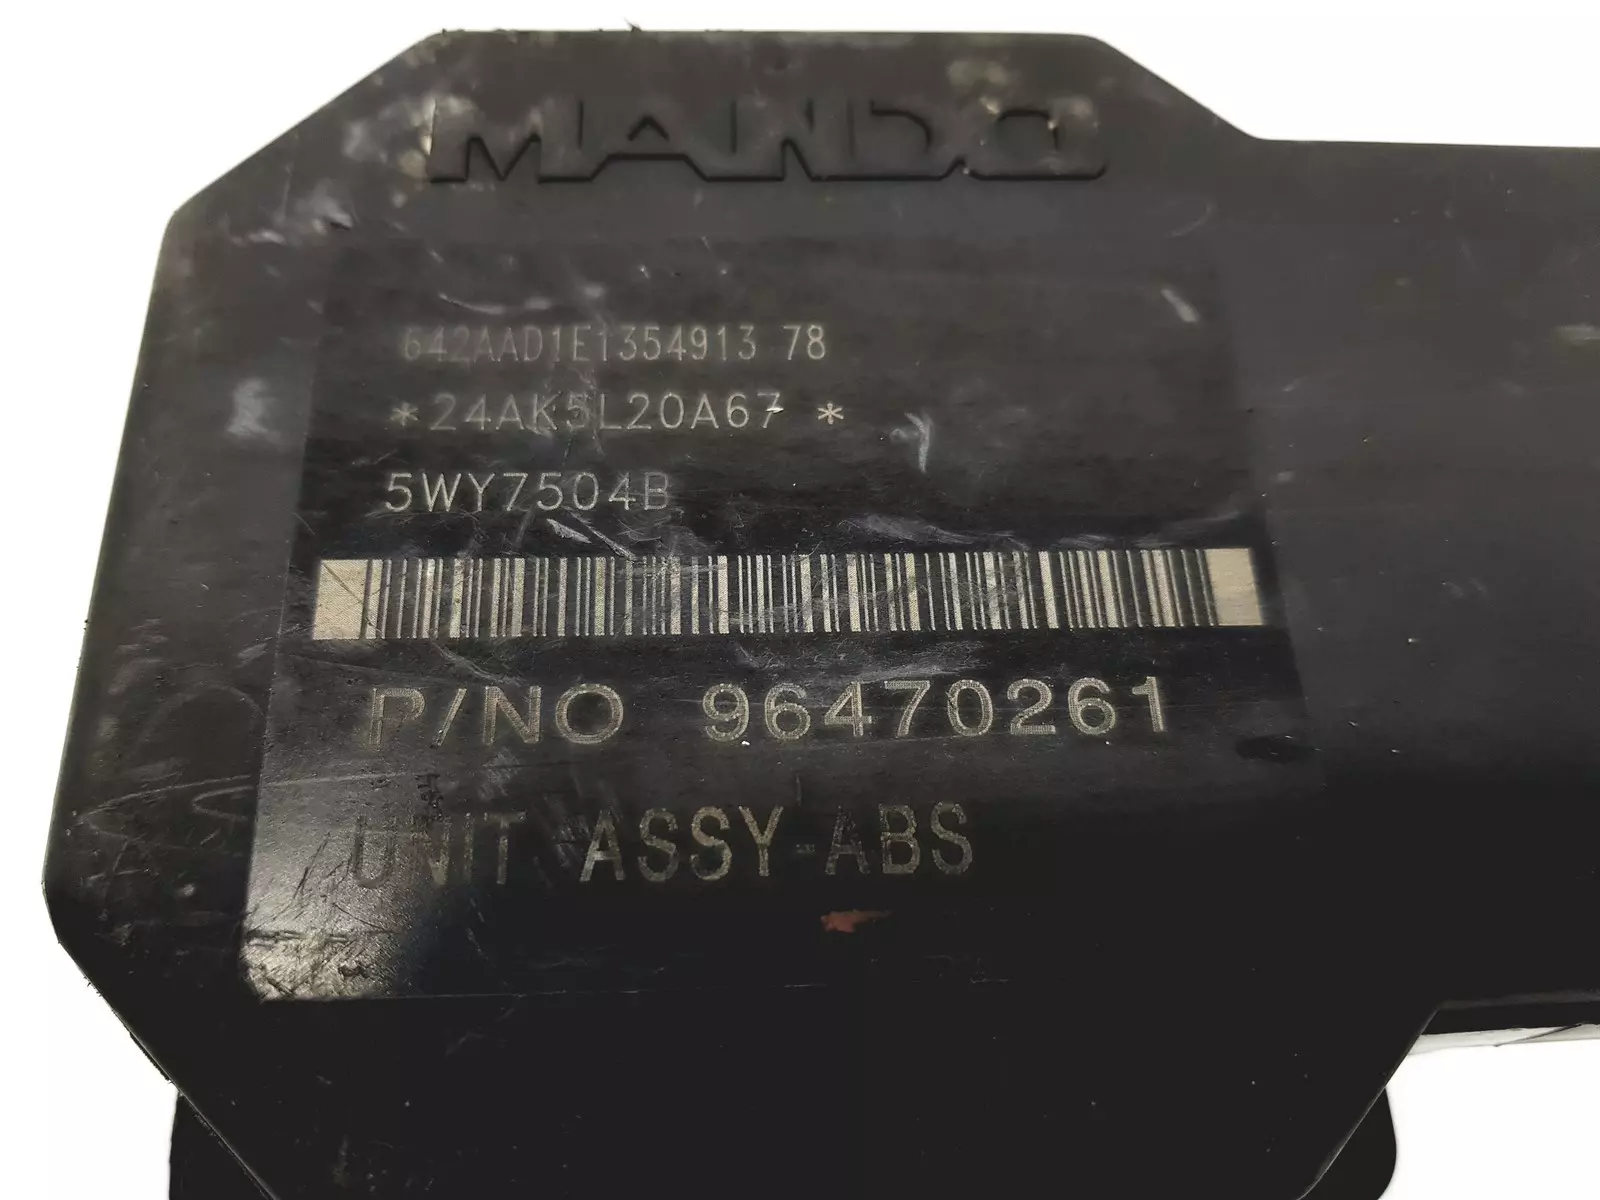 MANDO
642AAD1E1354913 78
*24AK5L20A67 *
5WY7504B
P/NO 96470261
UNIT ASSY-ABS